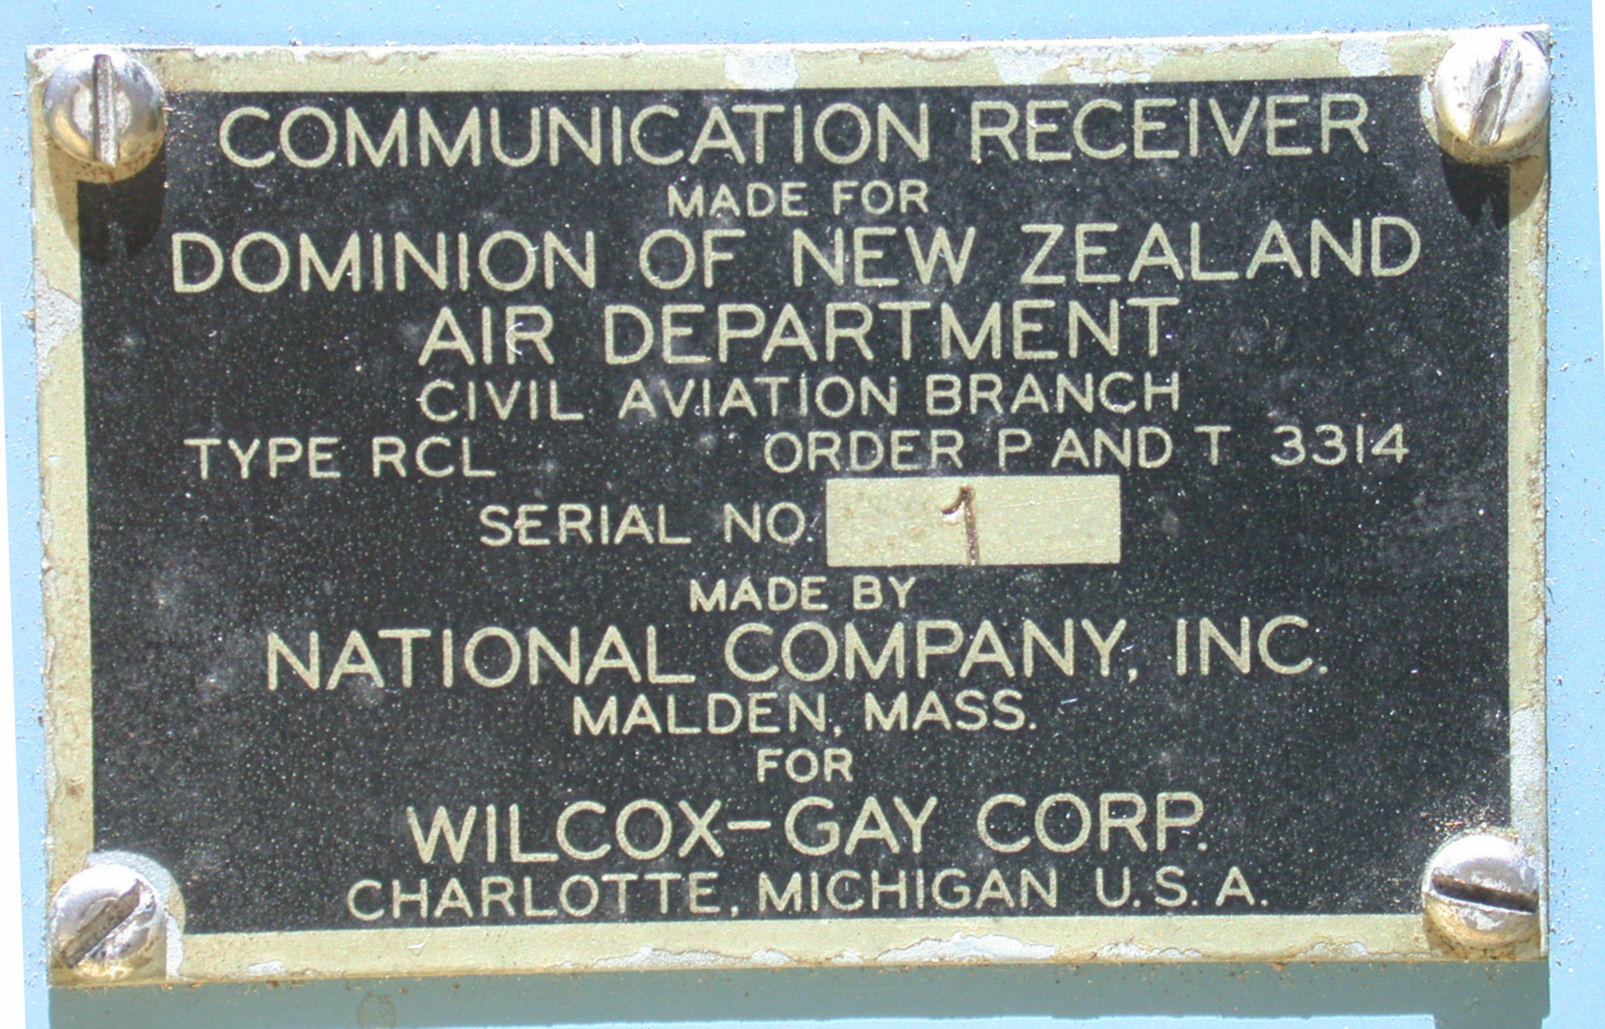 COMMUNICATION RECEIVER
MADE FOR
DOMINION OF NEW ZEALAND
AIR DEPARTMENT
CIVIL AVIATION BRANCH
TYPE RCL ORDER P AND T 3314
SERIAL NO. 1
MADE BY
NATIONAL COMPANY, INC.
MALDEN, MASS.
FOR
WILCOX-GAY CORP.
CHARLOTTE, MICHIGAN U.S.A.